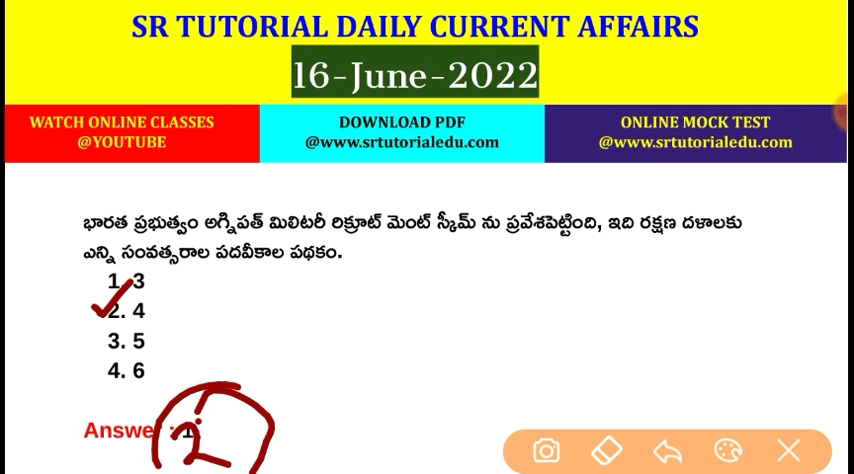 SR TUTORIAL DAILY CURRENT AFFAIRS
16-June-2022
WATCH ONLINE CLASSES
@YOUTUBE
DOWNLOAD PDF
@www.srtutorialedu.com
ONLINE MOCK TEST
@www.srtutorialedu.com
భారత ప్రభుత్వం అగ్నిపత్ మిలిటరీ రిక్రూట్ మెంట్ స్కీమ్ ను ప్రవేశపెట్టింది, ఇది రక్షణ దళాలకు
ఎన్ని సంవత్సరాల పదవీకాల పథకం.
1. 3
2. 4
3. 5
4. 6
Answer : 1
2